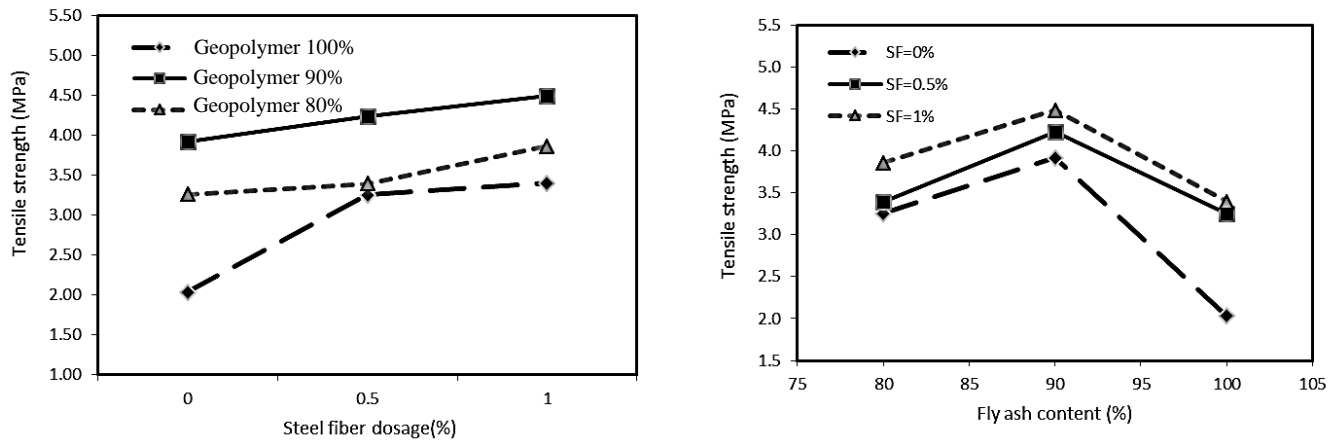 5.50
5.00
4.50
4.00
3.50
3.00
2.50
2.00
1.50
1.00
Tensile strength (MPa)
Geopolymer 100%
Geopolymer 90%
Geopolymer 80%
0 0.5 1
Steel fiber dosage(%)
5.5
5.0
4.5
4.0
3.5
3.0
2.5
2.0
1.5
Tensile strength (MPa)
SF=0%
SF=0.5%
SF=1%
75 80 85 90 95 100 105
Fly ash content (%)